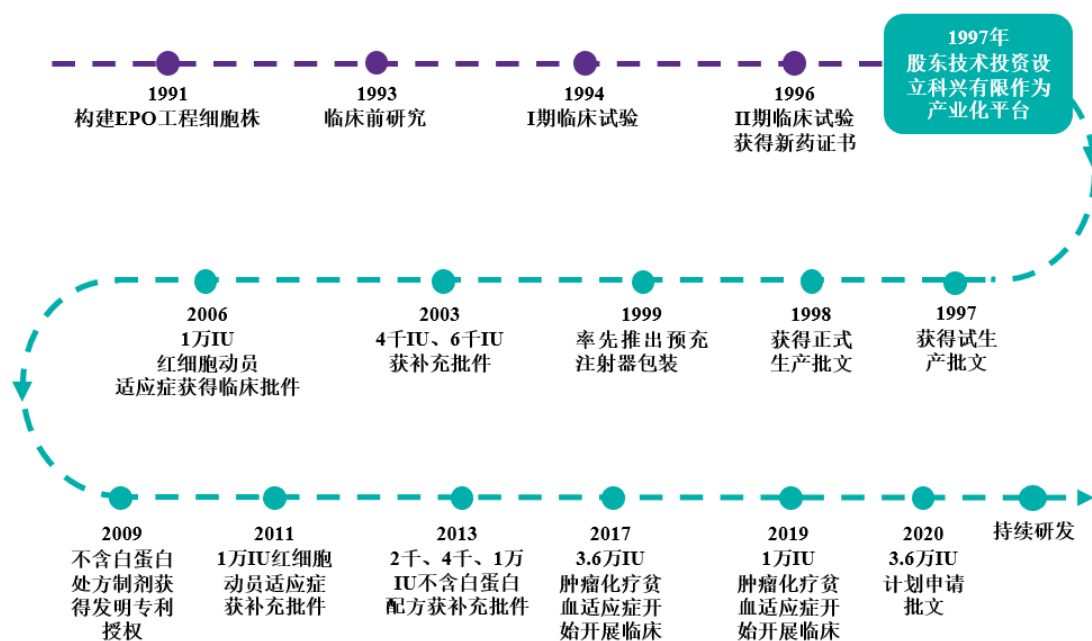 1991
构建EPO工程细胞株
1993
临床前研究
1994
I期临床试验
1996
II期临床试验
获得新药证书
1997年
股东技术投资设
立科兴有限作为
产业化平台
1997
获得试生
产批文
1998
获得正式
生产批文
1999
率先推出预充
注射器包装
2003
4千IU、6千IU
获补充批件
2006
1万IU
红细胞动员
适应症获得临床批件
2009
不含白蛋白
处方制剂获
得发明专利
授权
2011
1万IU红细胞
动员适应症
获补充批件
2013
2千、4千、1万
IU不含白蛋白
配方获补充批件
2017
3.6万IU
肿瘤化疗贫
血适应症开
始开展临床
2019
1万IU
肿瘤化疗贫
血适应症开
始开展临床
2020
3.6万IU
计划申请
批文
持续研发